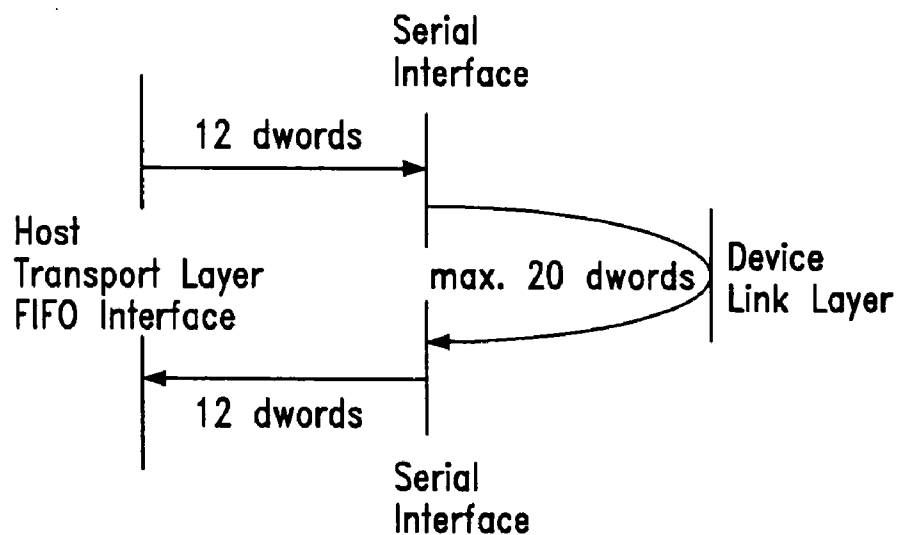 Serial
Interface
12 dwords
Host
Transport Layer
FIFO Interface
max. 20 dwords
Device
Link Layer
12 dwords
Serial
Interface